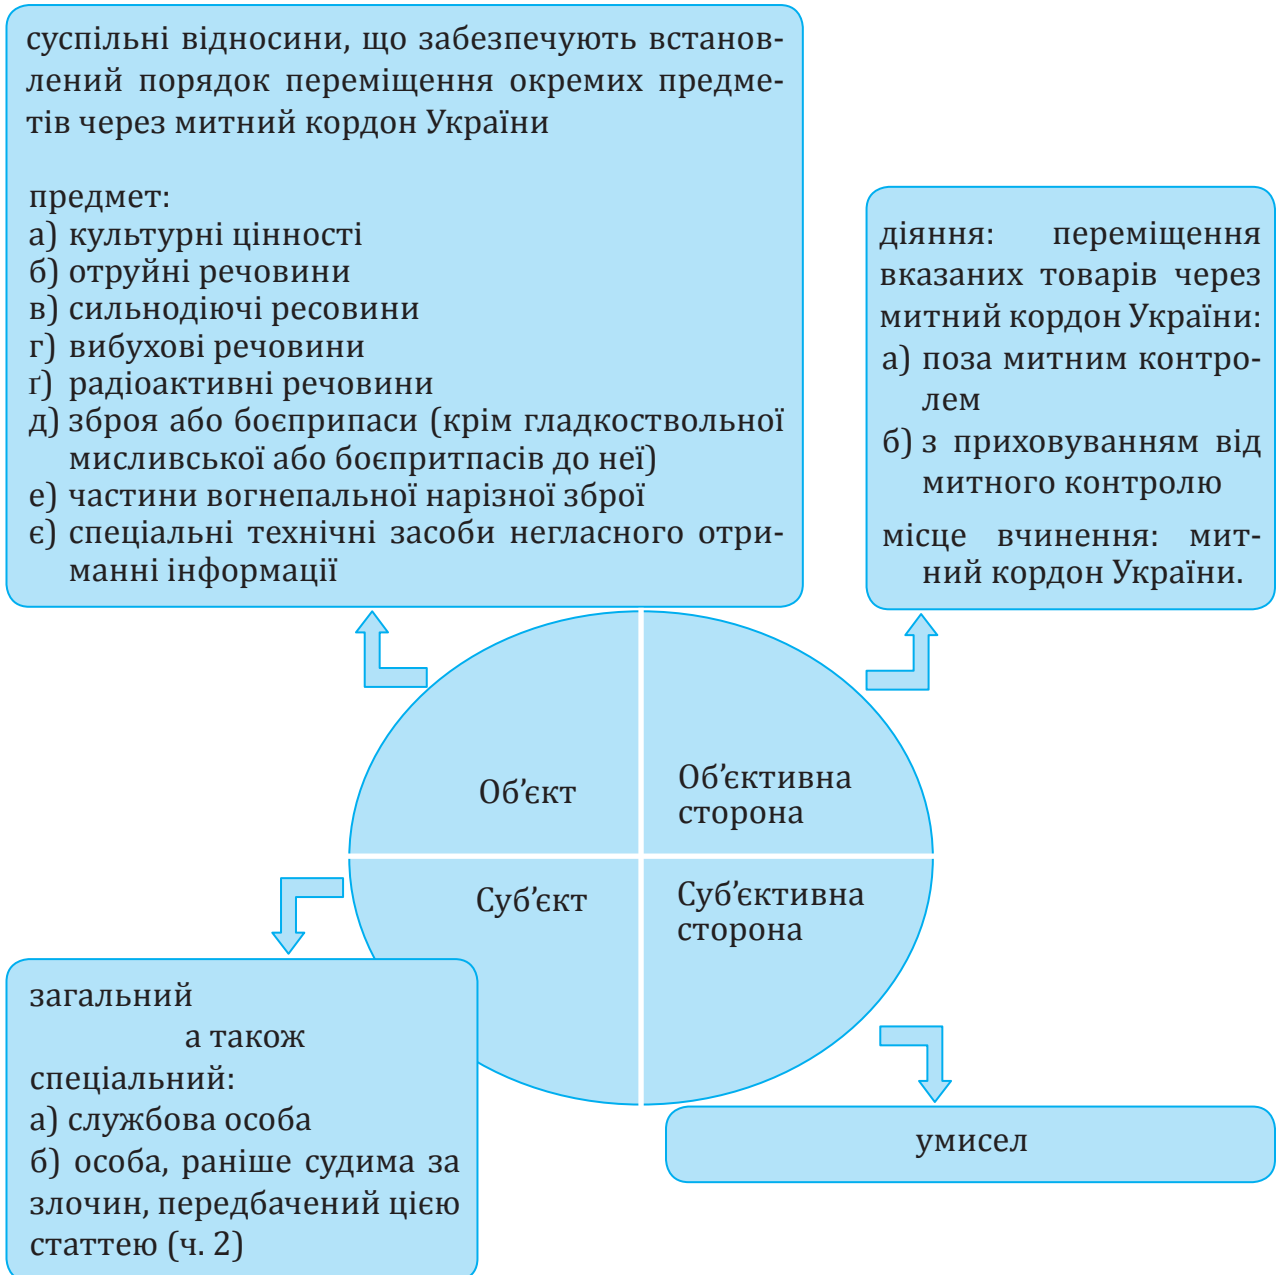 суспільні відносини, що забезпечують встанов-
лений порядок переміщення окремих предме-
тів через митний кордон України
предмет:
а) культурні цінності
б) отруйні речовини
в) сильнодіючі ресовини
г) вибухові речовини
ґ) радіоактивні речовини
д) зброя або боєприпаси (крім гладкоствольної
мисливської або боєпритпасів до неї)
е) частини вогнепальної нарізної зброї
є) спеціальні технічні засоби негласного отри-
манні інформації
діяння: переміщення
вказаних товарів через
митний кордон України:
а) поза митним контро-
лем
б) з приховуванням від
митного контролю
місце вчинення: мит-
ний кордон України.
Об’єкт
Об’єктивна
сторона
Суб’єкт
Суб’єктивна
сторона
загальний
а також
спеціальний:
а) службова особа
б) особа, раніше судима за
злочин, передбачений цією
статтею (ч. 2)
умисел